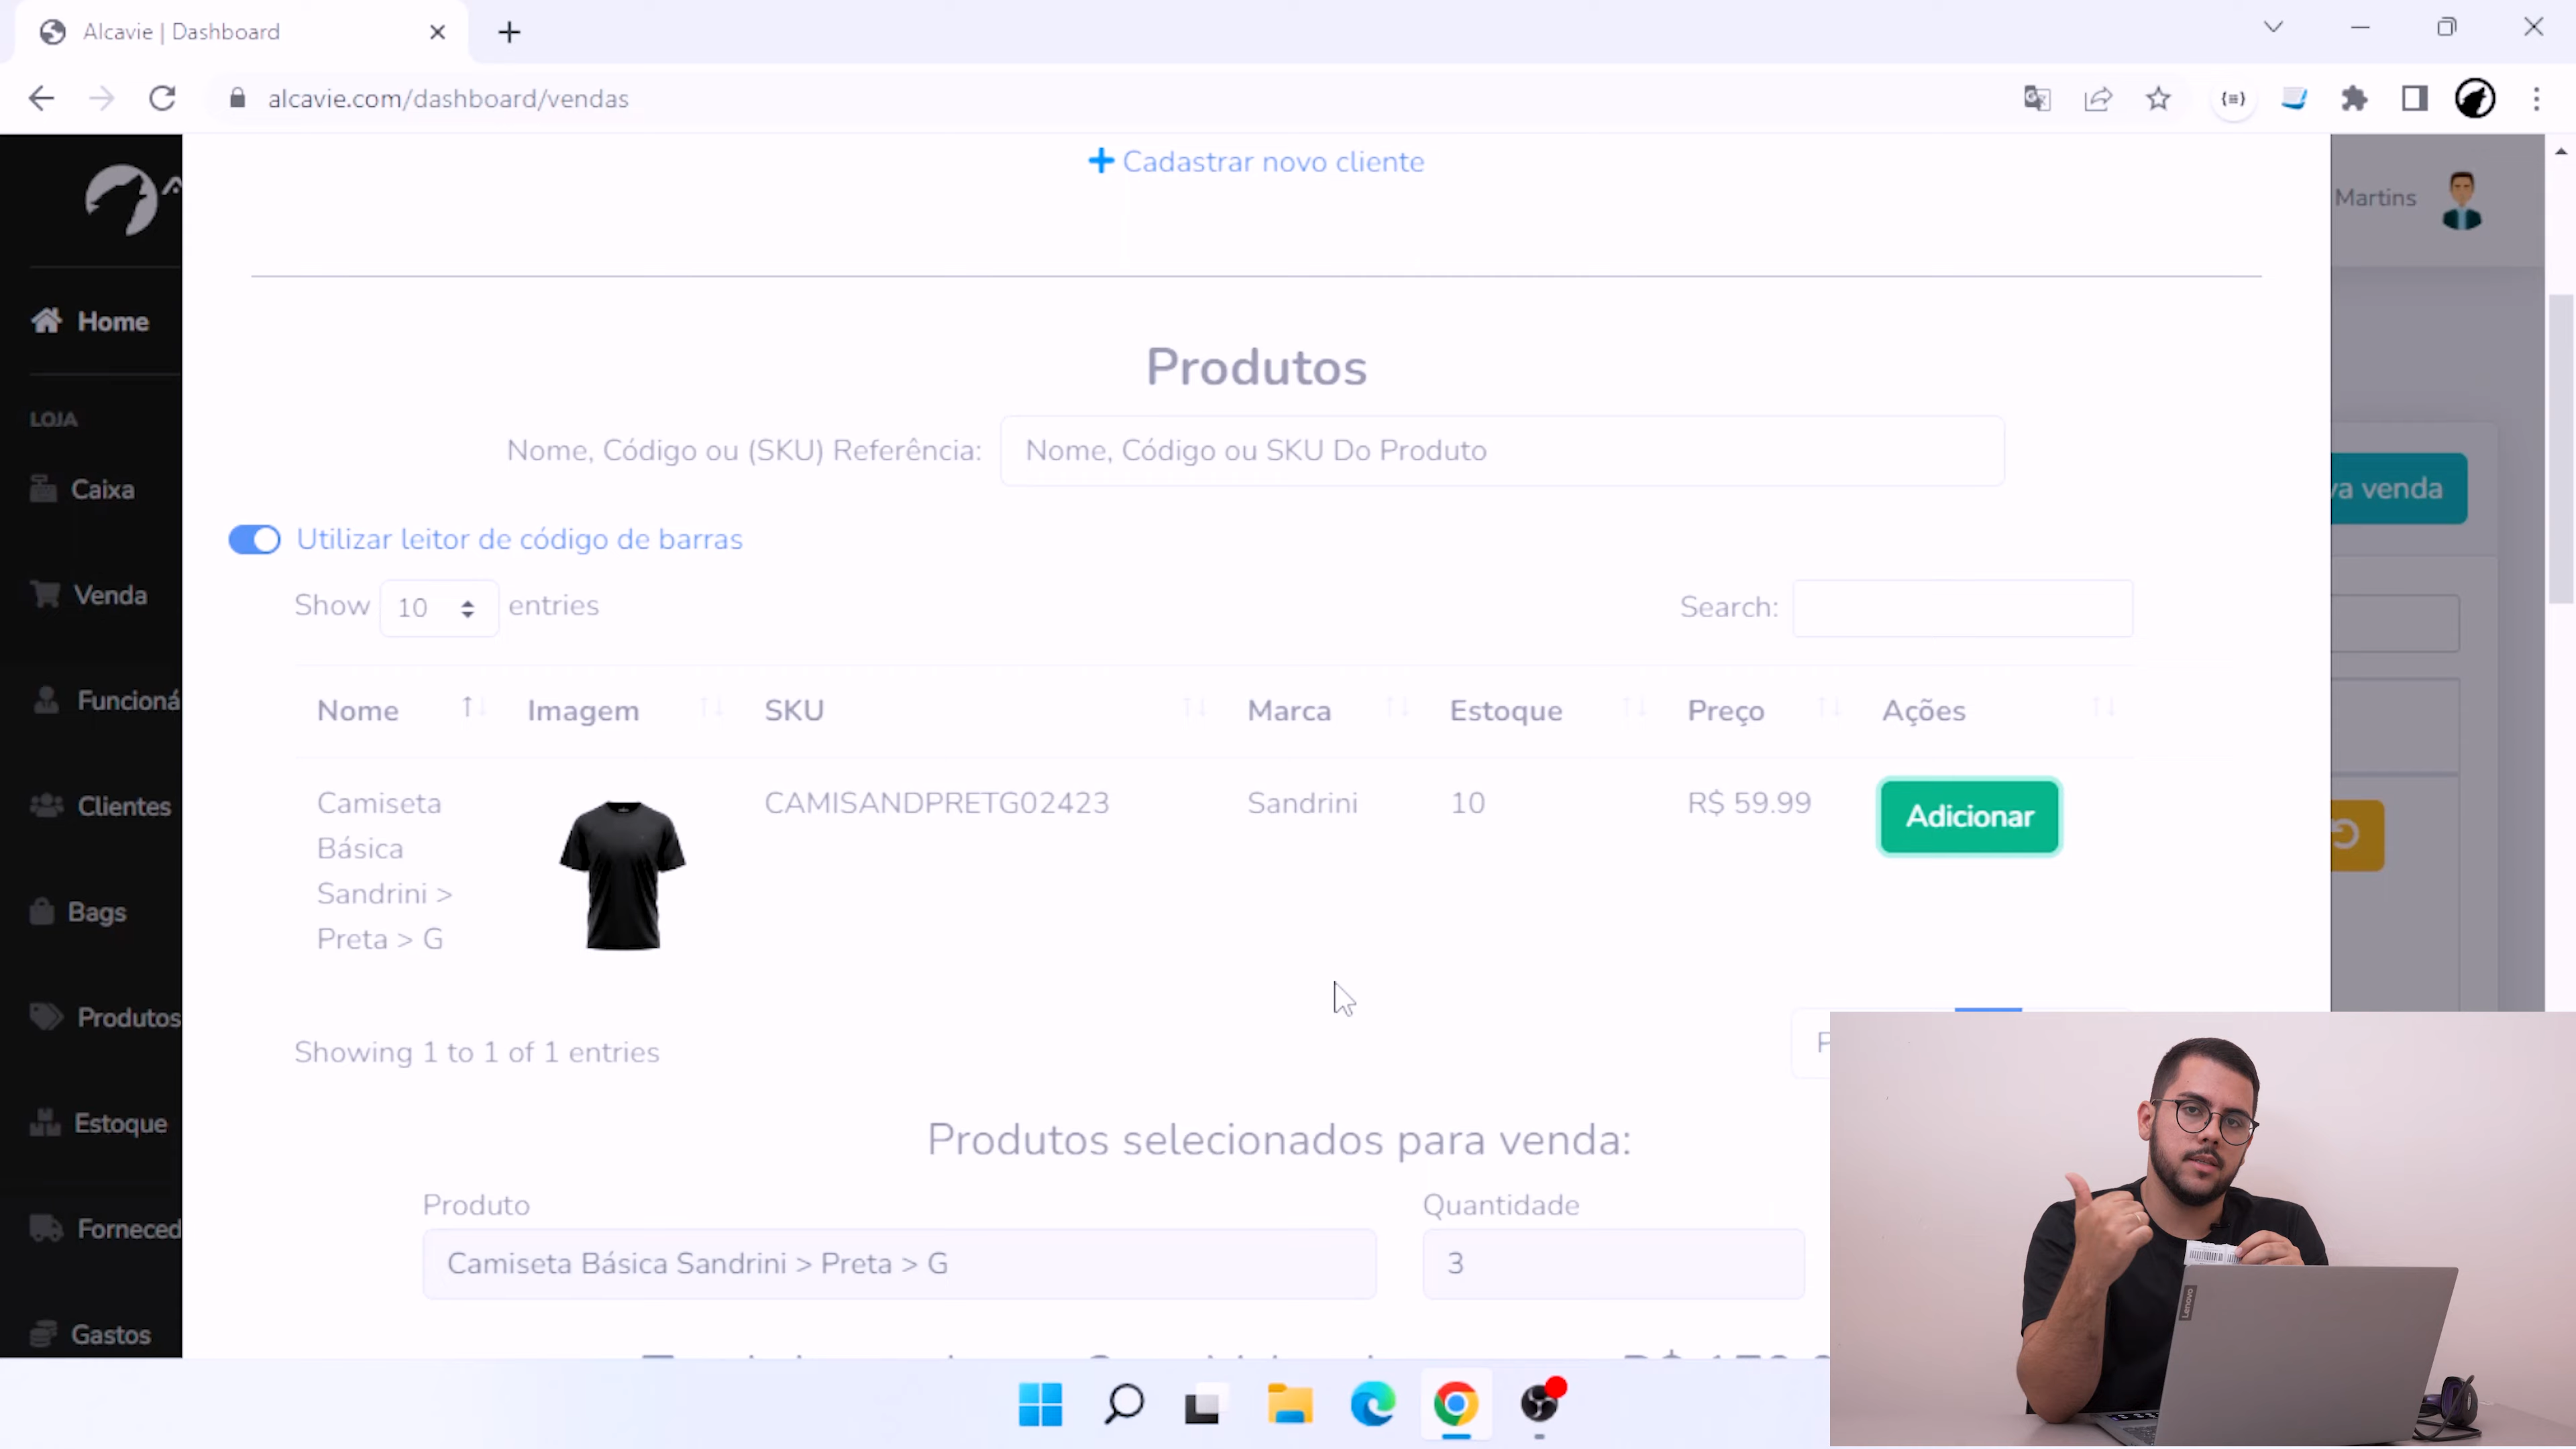 Alcavie | Dashboard
alcavie.com/dashboard/vendas
Cadastrar novo cliente
Martins
Home
Produtos
LOJA
Nome, Código ou (SKU) Referência: Nome, Código ou SKU Do Produto
Caixa
va venda
Utilizar leitor de código de barras
Venda
Show 10 entries
Search:
Funcioná
Nome Imagem SKU Marca Estoque Preço Ações
Clientes
Camiseta Básica Sandrini > Preta > G
CAMISANDPRETG02423 Sandrini 10 R$ 59.99 Adicionar
Bags
Produtos
Showing 1 to 1 of 1 entries
Estoque
Produtos selecionados para venda:
Produto
Quantidade
Forneced
Camiseta Básica Sandrini > Preta > G
3
Gastos
Lenovo